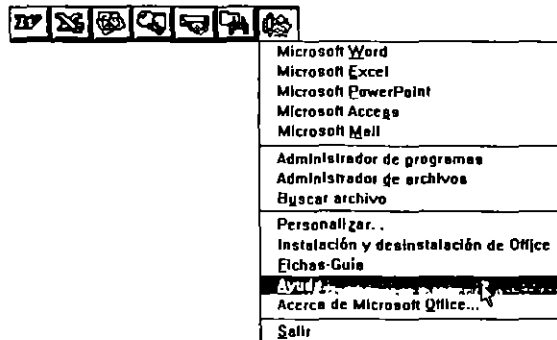 Microsoft Word
Microsoft Excel
Microsoft PowerPoint
Microsoft Access
Microsoft Mail
Administrador de programas
Administrador de archivos
Buscar archivo
Personalizar..
Instalación y desinstalación de Office
Fichas-Guía
Ayuda
Acerca de Microsoft Office...
Salir